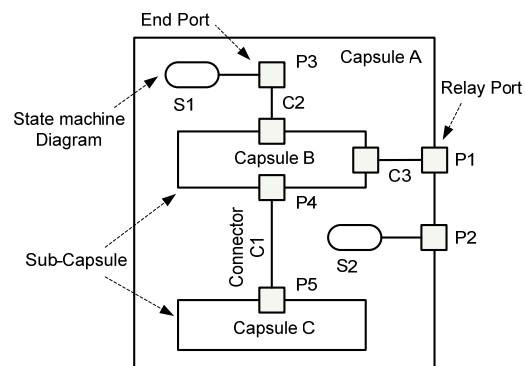 End Port
P3
Capsule A
S1
C2
Relay Port
State machine
Diagram
Capsule B
P1
C3
P4
Connector
C1
P2
S2
Sub-Capsule
P5
Capsule C